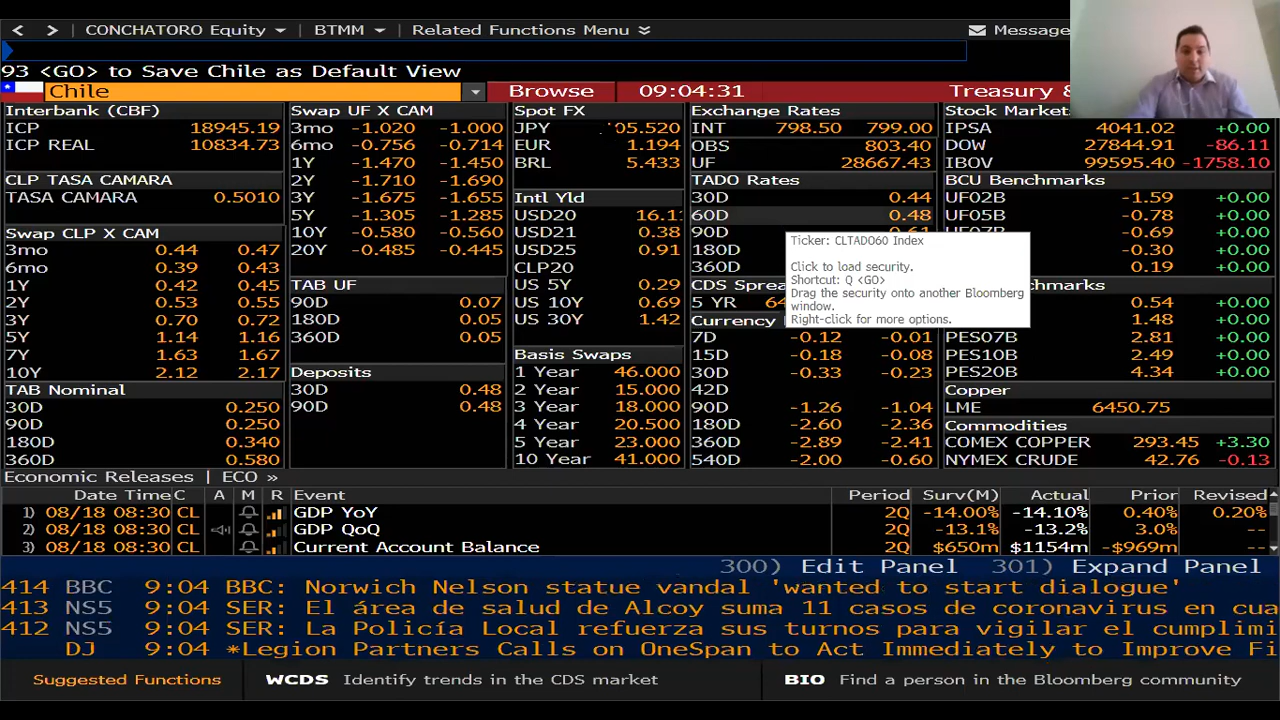 CONCHATORO Equity BTMM Related Functions Menu Message
93 <GO> to Save Chile as Default View
Chile Browse 09:04:31 Treasury &
Interbank (CBF)
ICP 18945.19
ICP REAL 10834.73
CLP TASA CAMARA
TASA CAMARA 0.5010
Swap CLP X CAM
3mo 0.44 0.47
6mo 0.39 0.43
1Y 0.42 0.45
2Y 0.53 0.55
3Y 0.70 0.72
5Y 1.14 1.16
7Y 1.63 1.67
10Y 2.12 2.17
TAB Nominal
30D 0.250
90D 0.250
180D 0.340
360D 0.580
Swap UF X CAM
3mo -1.020 -1.000
6mo -0.756 -0.714
1Y -1.470 -1.450
2Y -1.710 -1.690
3Y -1.675 -1.655
5Y -1.305 -1.285
10Y -0.580 -0.560
20Y -0.485 -0.445
TAB UF
90D 0.07
180D 0.05
360D 0.05
Deposits
30D 0.48
90D 0.48
Spot FX
JPY 05.520
EUR 1.194
BRL 5.433
Intl Yld
USD20 16.1
USD21 0.38
USD25 0.91
CLP20
US 5Y 0.29
US 10Y 0.69
US 30Y 1.42
Basis Swaps
1 Year 46.000
2 Year 15.000
3 Year 18.000
4 Year 20.500
5 Year 23.000
10 Year 41.000
Exchange Rates
INT 798.50 799.00
OBS 803.40
UF 28667.43
TADO Rates
30D 0.44
60D 0.48
90D
180D
360D
Ticker: CLTADO60 Index
Click to load security.
Shortcut: Q <GO>
Drag the security onto another Bloomberg
window.
Right-click for more options.
CDS Sprea
5 YR
Currency
7D -0.12 -0.01
15D -0.18 -0.08
30D -0.33 -0.23
42D
90D -1.26 -1.04
180D -2.60 -2.36
360D -2.89 -2.41
540D -2.00 -0.60
Stock Market
IPSA 4041.02 +0.00
DOW 27844.91 -86.11
IBOV 99595.40 -1758.10
BCU Benchmarks
UF02B -1.59 +0.00
UF05B -0.78 +0.00
UF07B -0.69 +0.00
-0.30 +0.00
0.19 +0.00
chmarks
0.54 +0.00
1.48 +0.00
PES07B 2.81 +0.00
PES10B 2.49 +0.00
PES20B 4.34 +0.00
Copper
LME 6450.75
Commodities
COMEX COPPER 293.45 +3.30
NYMEX CRUDE 42.76 -0.13
Economic Releases | ECO »
Date Time C A M R Event Period Surv(M) Actual Prior Revised
1) 08/18 08:30 CL GDP YoY 2Q -14.00% -14.10% 0.40% 0.20%
2) 08/18 08:30 CL GDP QoQ 2Q -13.1% -13.2% 3.0% --
3) 08/18 08:30 CL Current Account Balance 2Q $650m $1154m -$969m --
300) Edit Panel 301) Expand Panel
414 BBC 9:04 BBC: Norwich Nelson statue vandal 'wanted to start dialogue'
413 NS5 9:04 SER: El área de salud de Alcoy suma 11 casos de coronavirus en cua
412 NS5 9:04 SER: La Policía Local refuerza sus turnos para vigilar el cumplimi
DJ 9:04 *Legion Partners Calls on OneSpan to Act Immediately to Improve Fi
Suggested Functions WCDS Identify trends in the CDS market BIO Find a person in the Bloomberg community